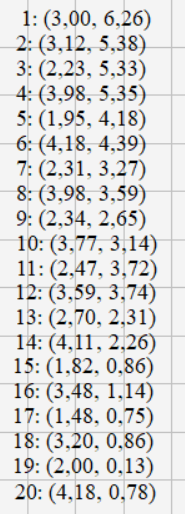 1: (3,00, 6,26)
2: (3,12, 5,38)
3: (2,23, 5,33)
4: (3,98, 5,35)
5: (1,95, 4,18)
6: (4,18, 4,39)
7: (2,31, 3,27)
8: (3,98, 3,59)
9: (2,34, 2,65)
10: (3,77, 3,14)
11: (2,47, 3,72)
12: (3,59, 3,74)
13: (2,70, 2,31)
14: (4,11, 2,26)
15: (1,82, 0,86)
16: (3,48, 1,14)
17: (1,48, 0,75)
18: (3,20, 0,86)
19: (2,00, 0,13)
20: (4,18, 0,78)